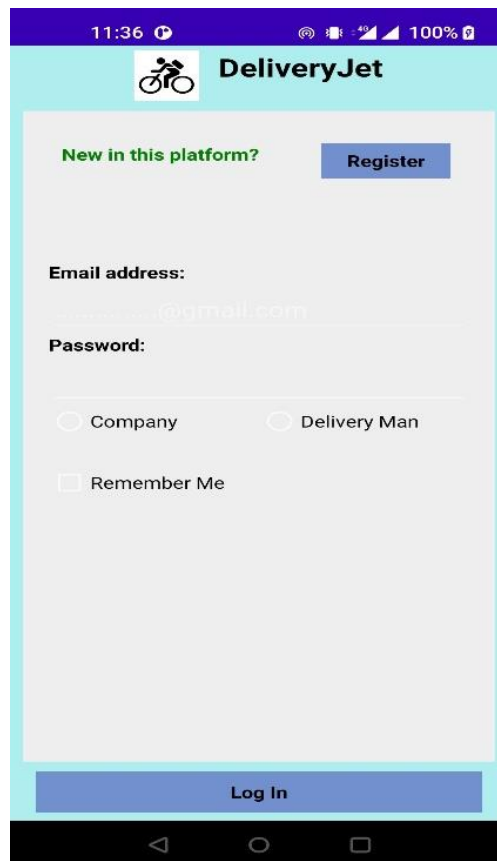 11:36 4G 100%
DeliveryJet
New in this platform? Register
Email address:
..................@gmail.com
Password:
Company Delivery Man
Remember Me
Log In